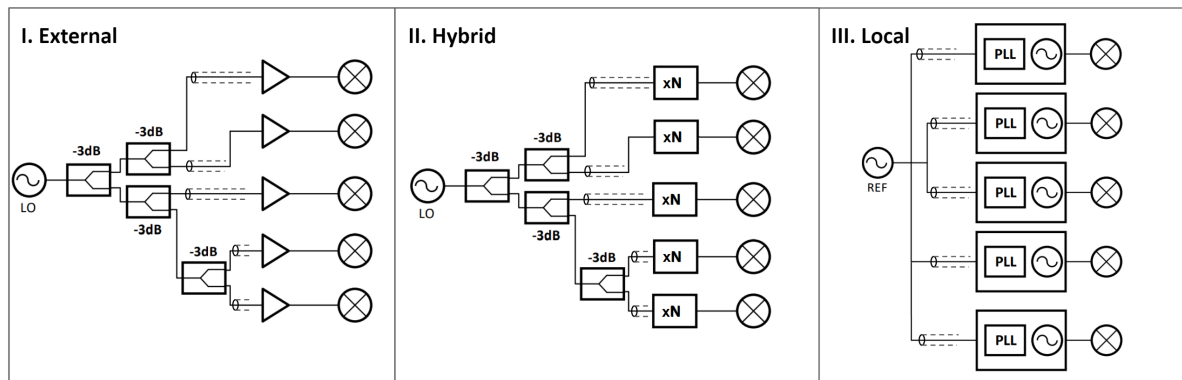 I. External
-3dB
-3dB
LO
-3dB
-3dB
II. Hybrid
xN
-3dB
xN
-3dB
LO
xN
-3dB
-3dB
xN
xN
III. Local
PLL
PLL
REF
PLL
PLL
PLL